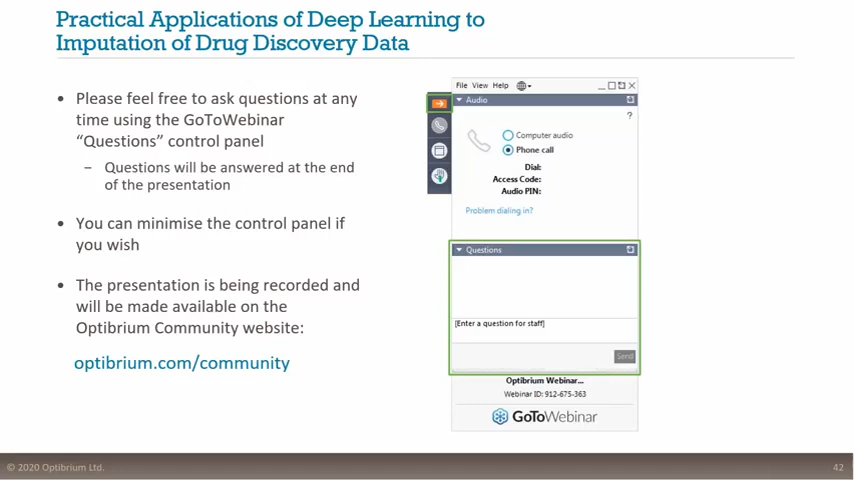 Practical Applications of Deep Learning to
Imputation of Drug Discovery Data
• Please feel free to ask questions at any
time using the GoToWebinar
“Questions” control panel
− Questions will be answered at the end
of the presentation
• You can minimise the control panel if
you wish
• The presentation is being recorded and
will be made available on the
Optibrium Community website:
optibrium.com/community
File View Help
Audio
?
Computer audio
Phone call
Dial:
Access Code:
Audio PIN:
Problem dialing in?
Questions
[Enter a question for staff]
Send
Optibrium Webinar...
Webinar ID: 912-675-363
GoToWebinar
© 2020 Optibrium Ltd.
42